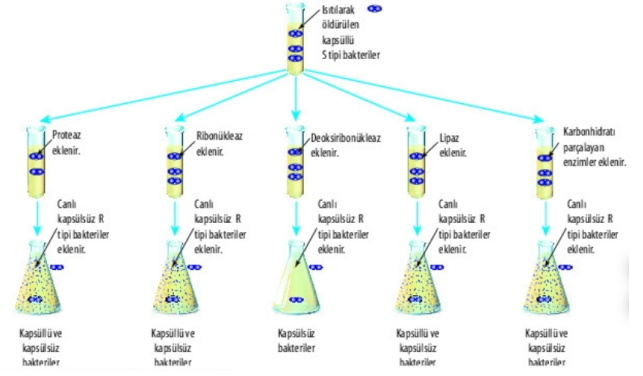 Isıtılarak
öldürülen
kapsüllü
S tipi bakteriler
Proteaz
eklenir.
Ribonükleaz
eklenir.
Deoksiribonükleaz
eklenir.
Lipaz
eklenir.
Karbonhidratı
parçalayan
enzimler eklenir.
Canlı
kapsülsüz R
tipi bakteriler
eklenir.
Canlı
kapsülsüz R
tipi bakteriler
eklenir.
Canlı
kapsülsüz R
tipi bakteriler
eklenir.
Canlı
kapsülsüz R
tipi bakteriler
eklenir.
Canlı
kapsülsüz R
tipi bakteriler
eklenir.
Kapsüllü ve
kapsülsüz
bakteriler
Kapsüllü ve
kapsülsüz
bakteriler
Kapsülsüz
bakteriler
Kapsüllü ve
kapsülsüz
bakteriler
Kapsüllü ve
kapsülsüz
bakteriler